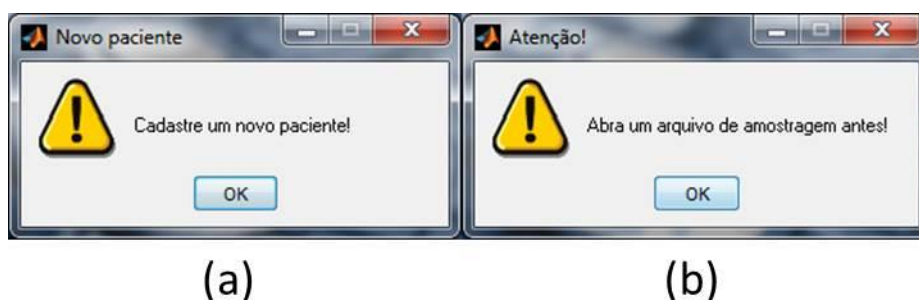 Novo paciente
Cadastre um novo paciente!
OK
(a)
Atenção!
Abra um arquivo de amostragem antes!
OK
(b)